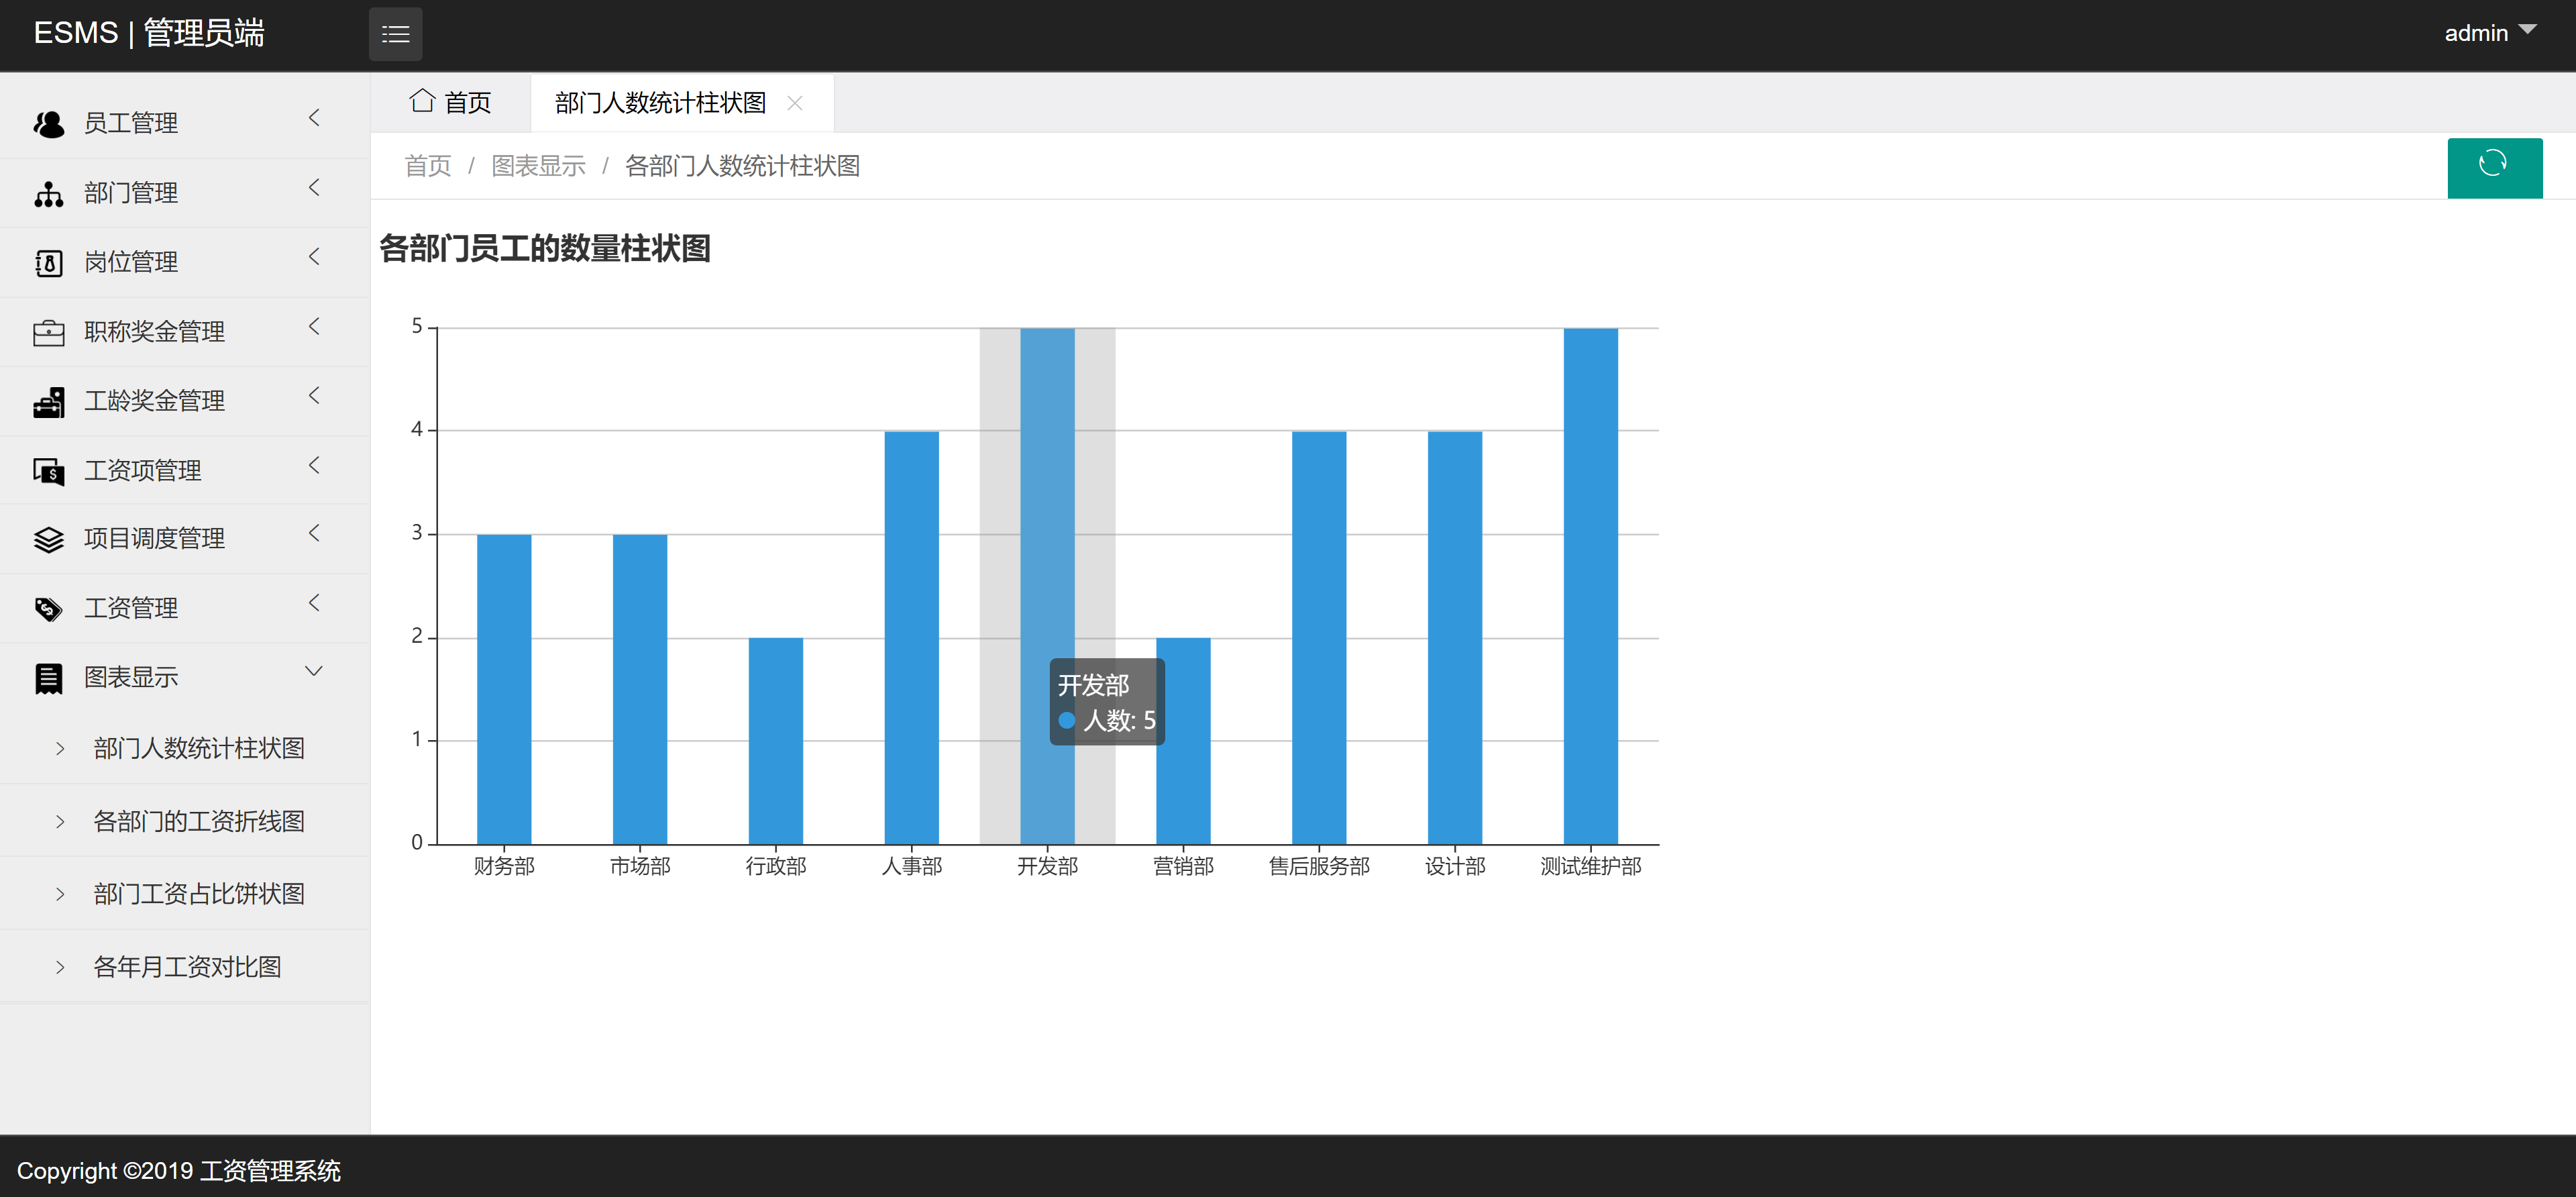 ESMS | 管理员端
admin
员工管理
部门管理
岗位管理
职称奖金管理
工龄奖金管理
工资项管理
项目调度管理
工资管理
图表显示
部门人数统计柱状图
各部门的工资折线图
部门工资占比饼状图
各年月工资对比图
首页 部门人数统计柱状图
首页 / 图表显示 / 各部门人数统计柱状图
各部门员工的数量柱状图
5
4
3
2
1
0
开发部
人数: 5
财务部 市场部 行政部 人事部 开发部 营销部 售后服务部 设计部 测试维护部
Copyright ©2019 工资管理系统